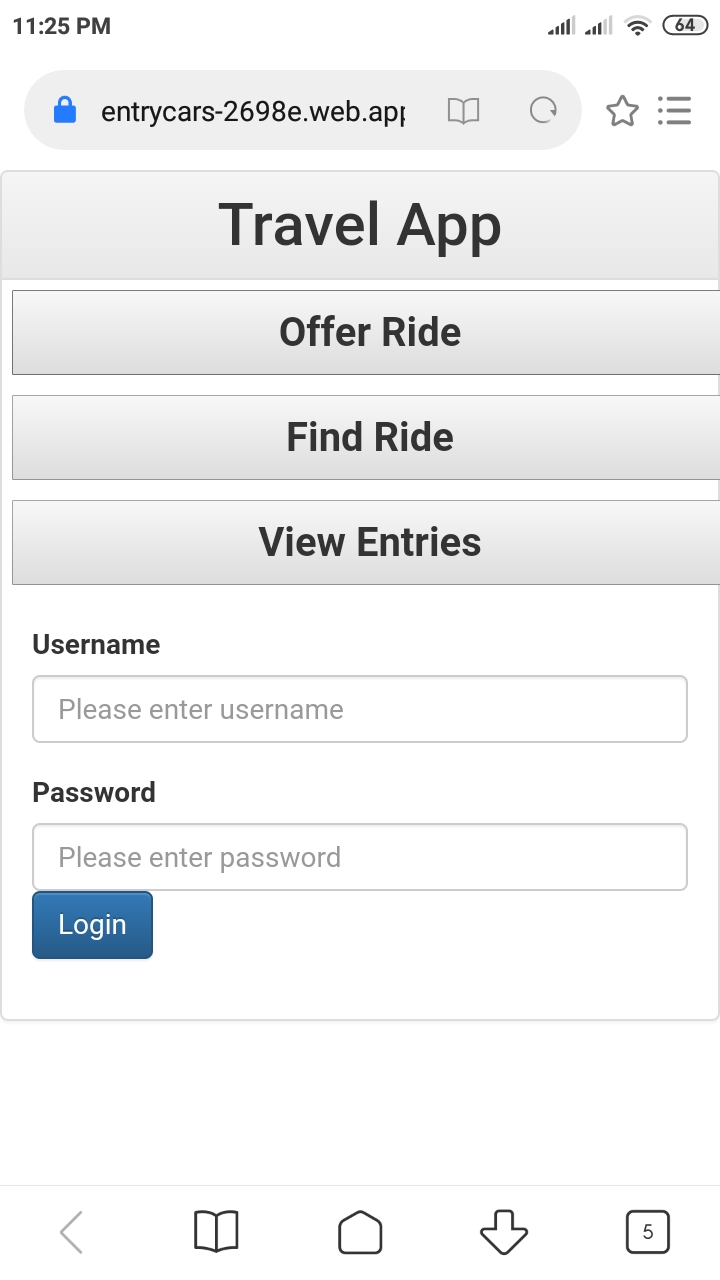 11:25 PM
64
entrycars-2698e.web.app
Travel App
Offer Ride
Find Ride
View Entries
Username
Please enter username
Password
Please enter password
Login
5